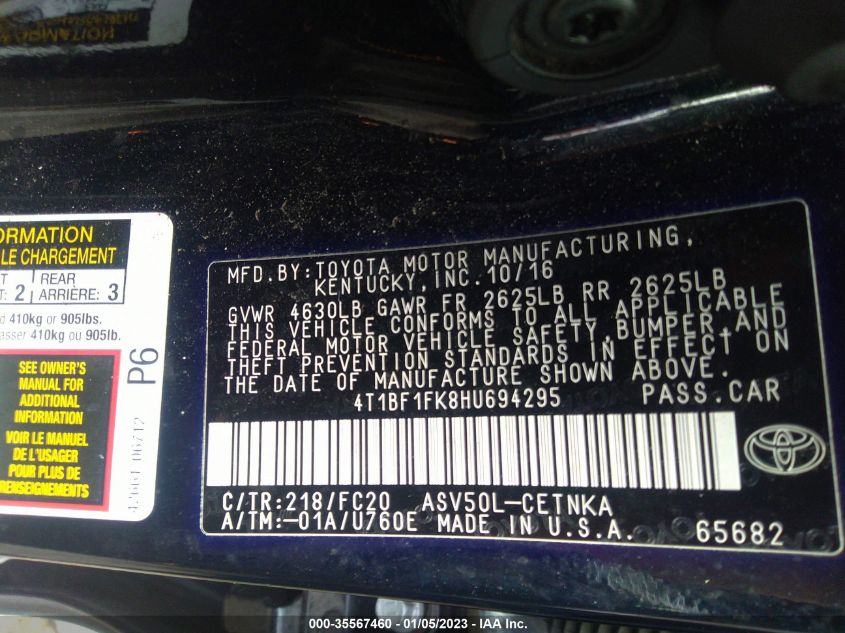 ORMATION
LE CHARGEMENT
2 REAR
ARRIÈRE: 3
410kg or 905lbs.
asser 410kg ou 905lb.
SEE OWNER'S
MANUAL FOR
ADDITIONAL
INFORMATION
VOIR LE MANUEL
DE L'USAGER
POUR PLUS DE
RENSEIGNEMENTS
P6
42661 06712
MFD.BY:TOYOTA MOTOR MANUFACTURING,
KENTUCKY,INC.10/16
GVWR 4630LB GAWR FR 2625LB RR 2625LB
THIS VEHICLE CONFORMS TO ALL APPLICABLE
FEDERAL MOTOR VEHICLE SAFETY,BUMPER,AND
THEFT PREVENTION STANDARDS IN EFFECT ON
THE DATE OF MANUFACTURE SHOWN ABOVE.
4T1BF1FK8HU694295 PASS.CAR
C/TR:218/FC20 ASV50L-CETNKA
A/TM:-01A/U760E MADE IN U.S.A. 65682
000-35567460 - 01/05/2023 - © IAA Inc.